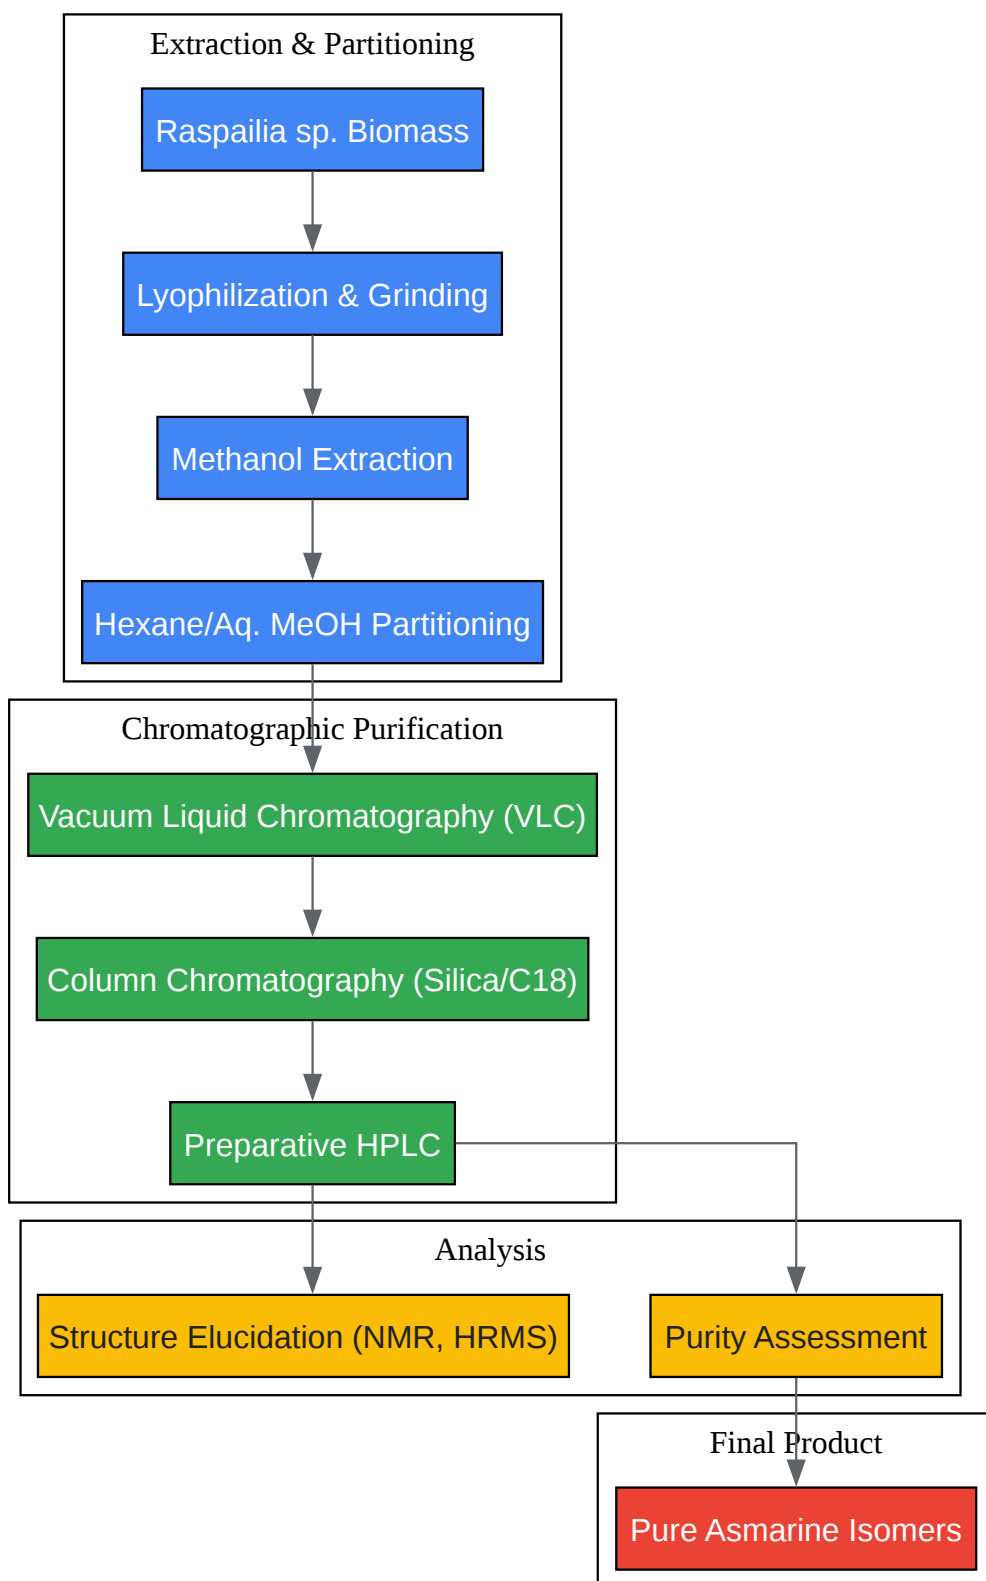 Extraction & Partitioning
Raspailia sp. Biomass
Lyophilization & Grinding
Methanol Extraction
Hexane/Aq. MeOH Partitioning
Chromatographic Purification
Vacuum Liquid Chromatography (VLC)
Column Chromatography (Silica/C18)
Preparative HPLC
Analysis
Structure Elucidation (NMR, HRMS)
Purity Assessment
Final Product
Pure Asmarine Isomers